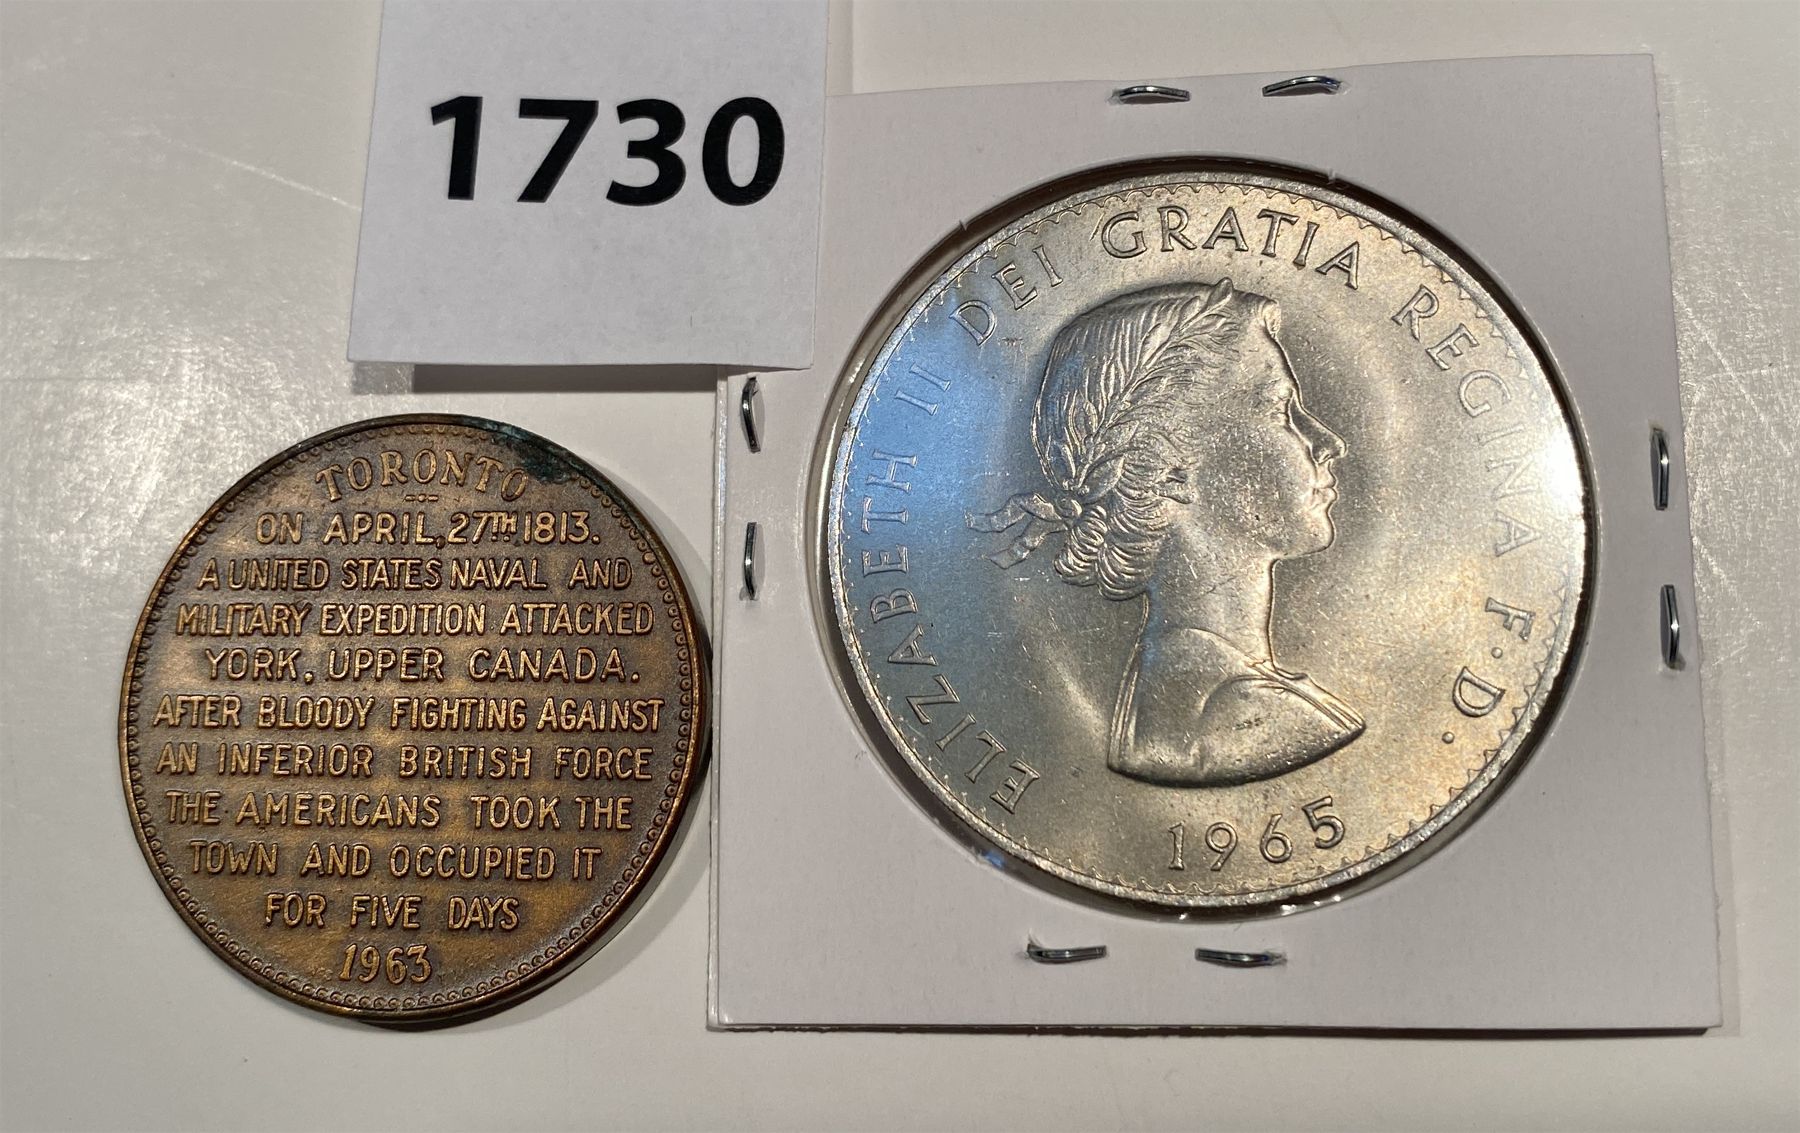 1730
TORONTO
ON APRIL, 27TH 1813.
A UNITED STATES NAVAL AND
MILITARY EXPEDITION ATTACKED
YORK, UPPER CANADA.
AFTER BLOODY FIGHTING AGAINST
AN INFERIOR BRITISH FORCE
THE AMERICANS TOOK THE
TOWN AND OCCUPIED IT
FOR FIVE DAYS
1963
ELIZABETH II DEI GRATIA REGINA F·D·
1965